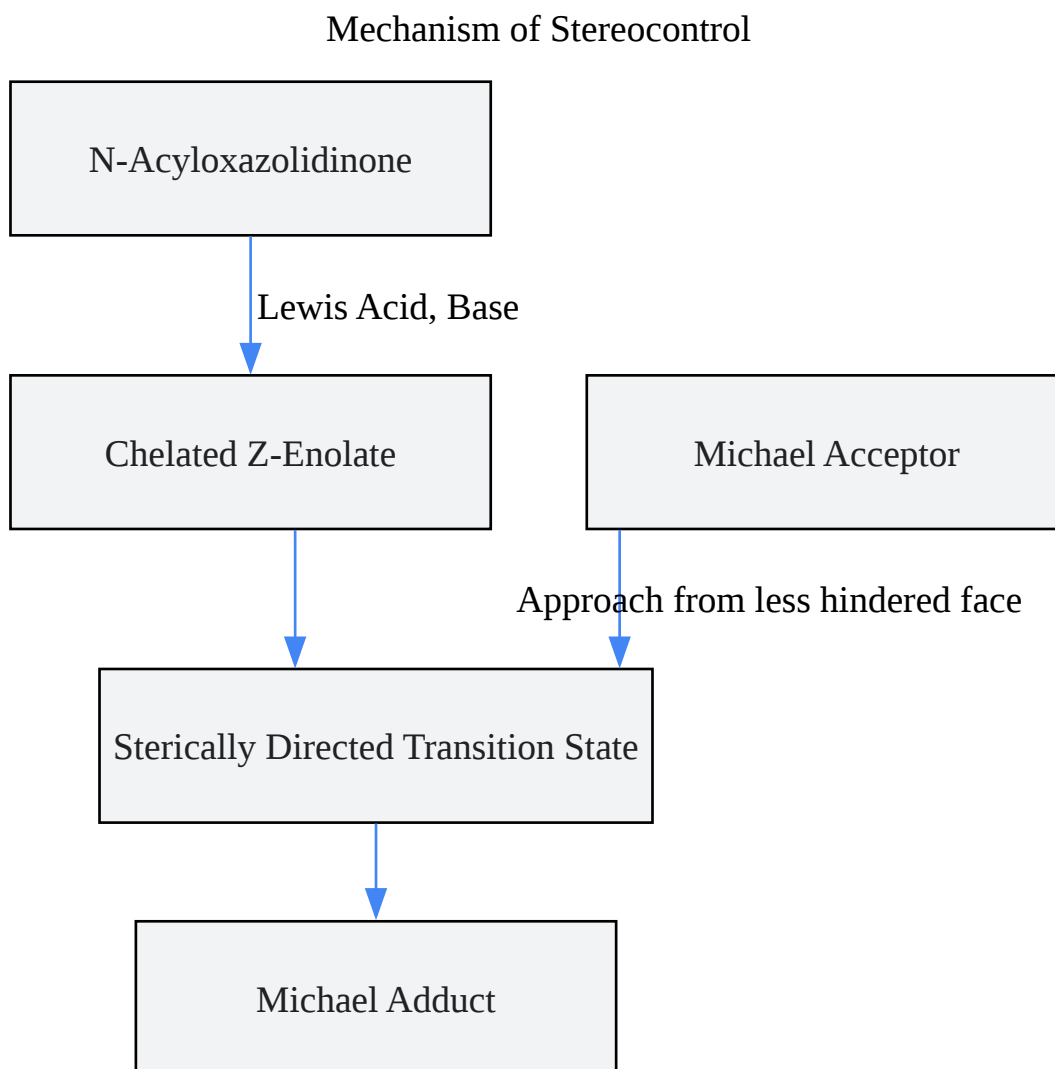 Mechanism of Stereocontrol
N-Acyloxazolidinone
Lewis Acid, Base
Chelated Z-Enolate
Michael Acceptor
Approach from less hindered face
Sterically Directed Transition State
Michael Adduct